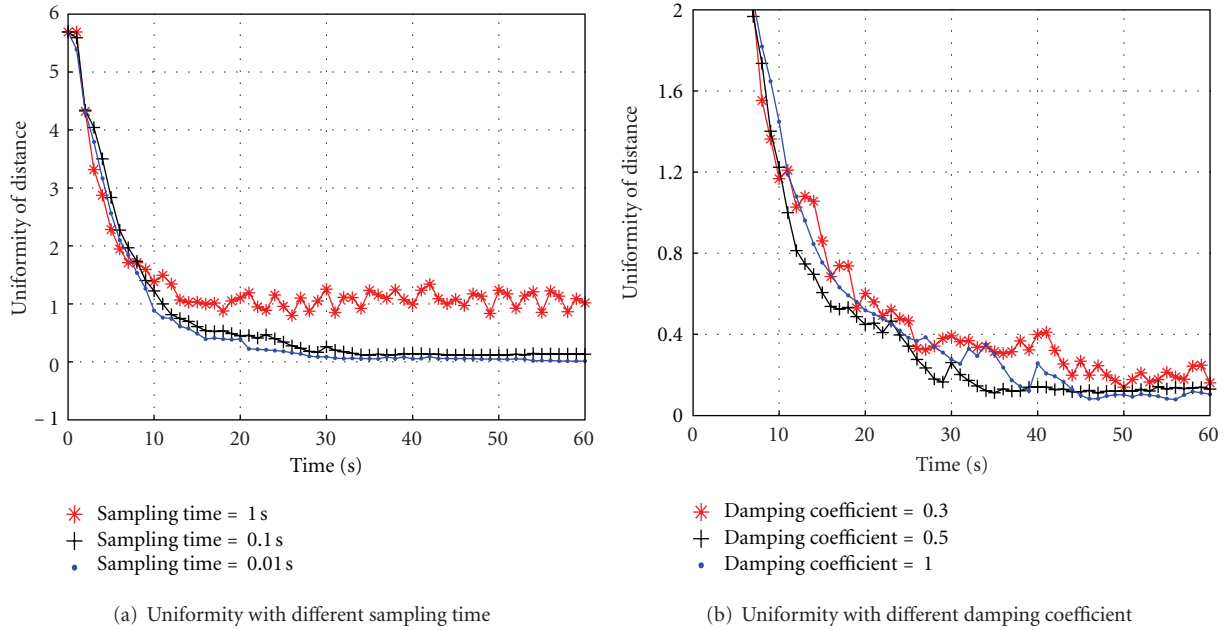 6
5
4
3
2
1
0
− 1
0
10
20
30
40
50
60
Uniformity of distance
Time (s)
Sampling time = 1 s
Sampling time = 0.1 s
Sampling time = 0.01 s
(a) Uniformity with different sampling time
2
1.6
1.2
0.8
0.4
0
0
10
20
30
40
50
60
Uniformity of distance
Time (s)
Damping coefficient = 0.3
Damping coefficient = 0.5
Damping coefficient = 1
(b) Uniformity with different damping coefficient